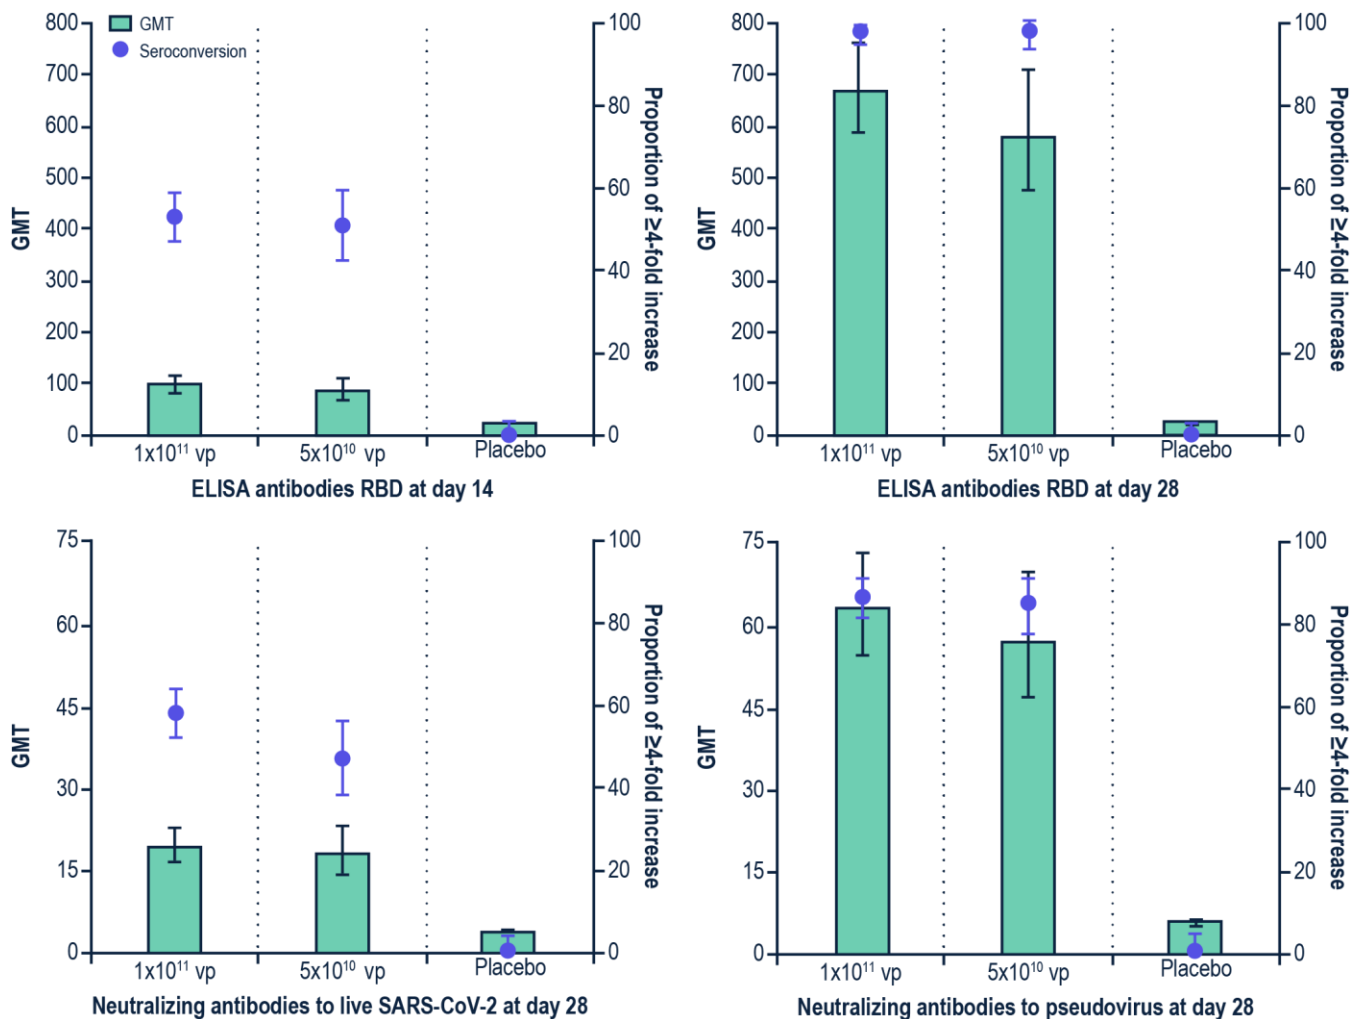 GMT
Seroconversion
800
700
600
500
400
300
200
100
0
GMT
100
80
60
40
20
0
Proportion of ≥4-fold increase
1x10¹¹ vp
5x10¹⁰ vp
Placebo
ELISA antibodies RBD at day 14
800
700
600
500
400
300
200
100
0
GMT
100
80
60
40
20
0
Proportion of ≥4-fold increase
1x10¹¹ vp
5x10¹⁰ vp
Placebo
ELISA antibodies RBD at day 28
75
60
45
30
15
0
GMT
100
80
60
40
20
0
Proportion of ≥4-fold increase
1x10¹¹ vp
5x10¹⁰ vp
Placebo
Neutralizing antibodies to live SARS-CoV-2 at day 28
75
60
45
30
15
0
GMT
100
80
60
40
20
0
Proportion of ≥4-fold increase
1x10¹¹ vp
5x10¹⁰ vp
Placebo
Neutralizing antibodies to pseudovirus at day 28